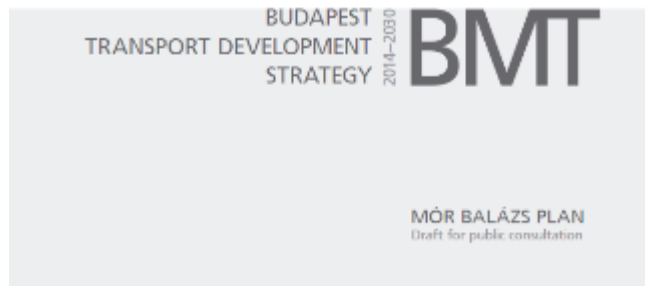 BUDAPEST
TRANSPORT DEVELOPMENT
STRATEGY
2014–2030
BMT
MÓR BALÁZS PLAN
Draft for public consultation